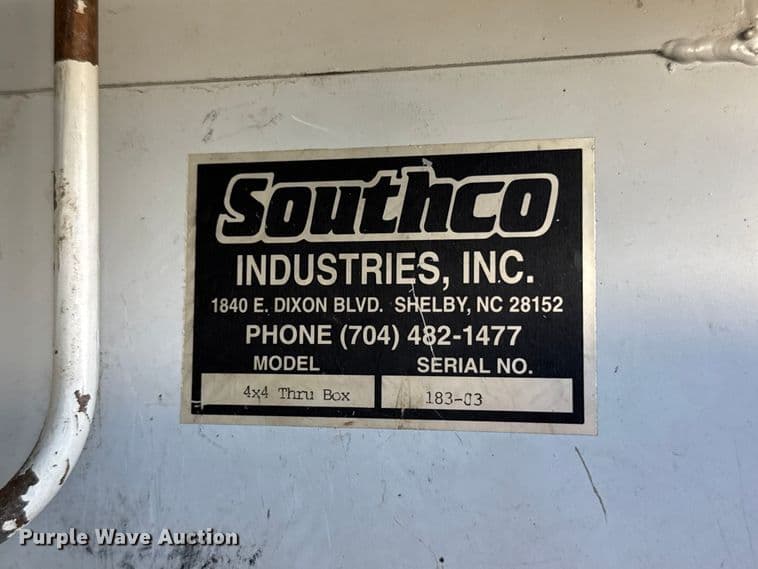 Southco
INDUSTRIES, INC.
1840 E. DIXON BLVD. SHELBY, NC 28152
PHONE (704) 482-1477
MODEL SERIAL NO.
4x4 Thru Box 183-03
Purple Wave Auction